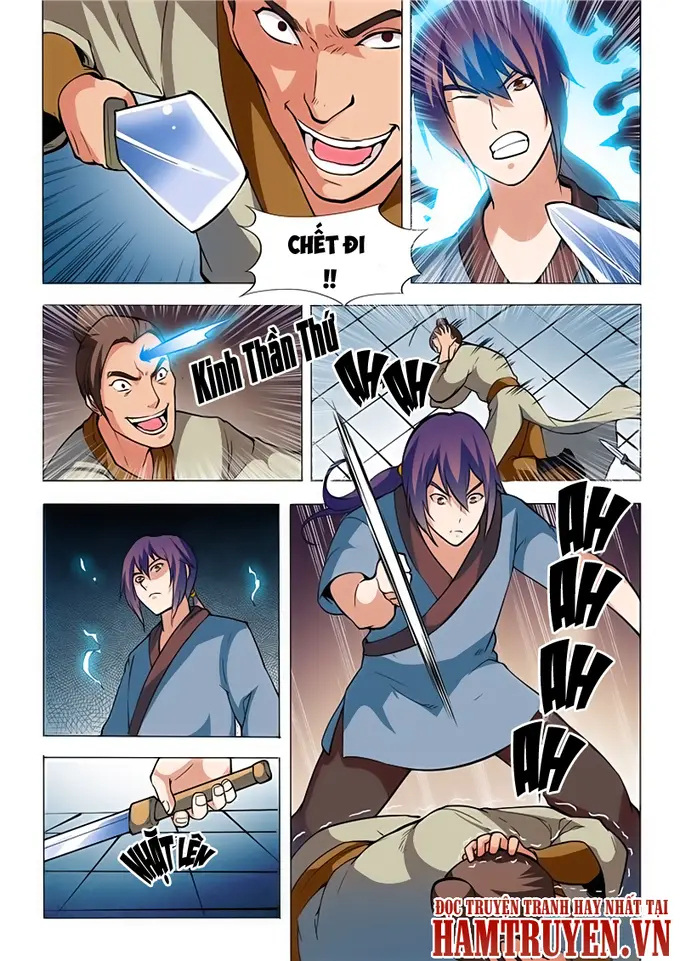 CHẾT ĐI
!!
Kinh Thần Thứ
AH
AH
AH
AH
AH
AH
NHẶT LÊN
ĐỌC TRUYỆN TRANH HAY NHẤT TẠI
HAMTRUYEN.VN